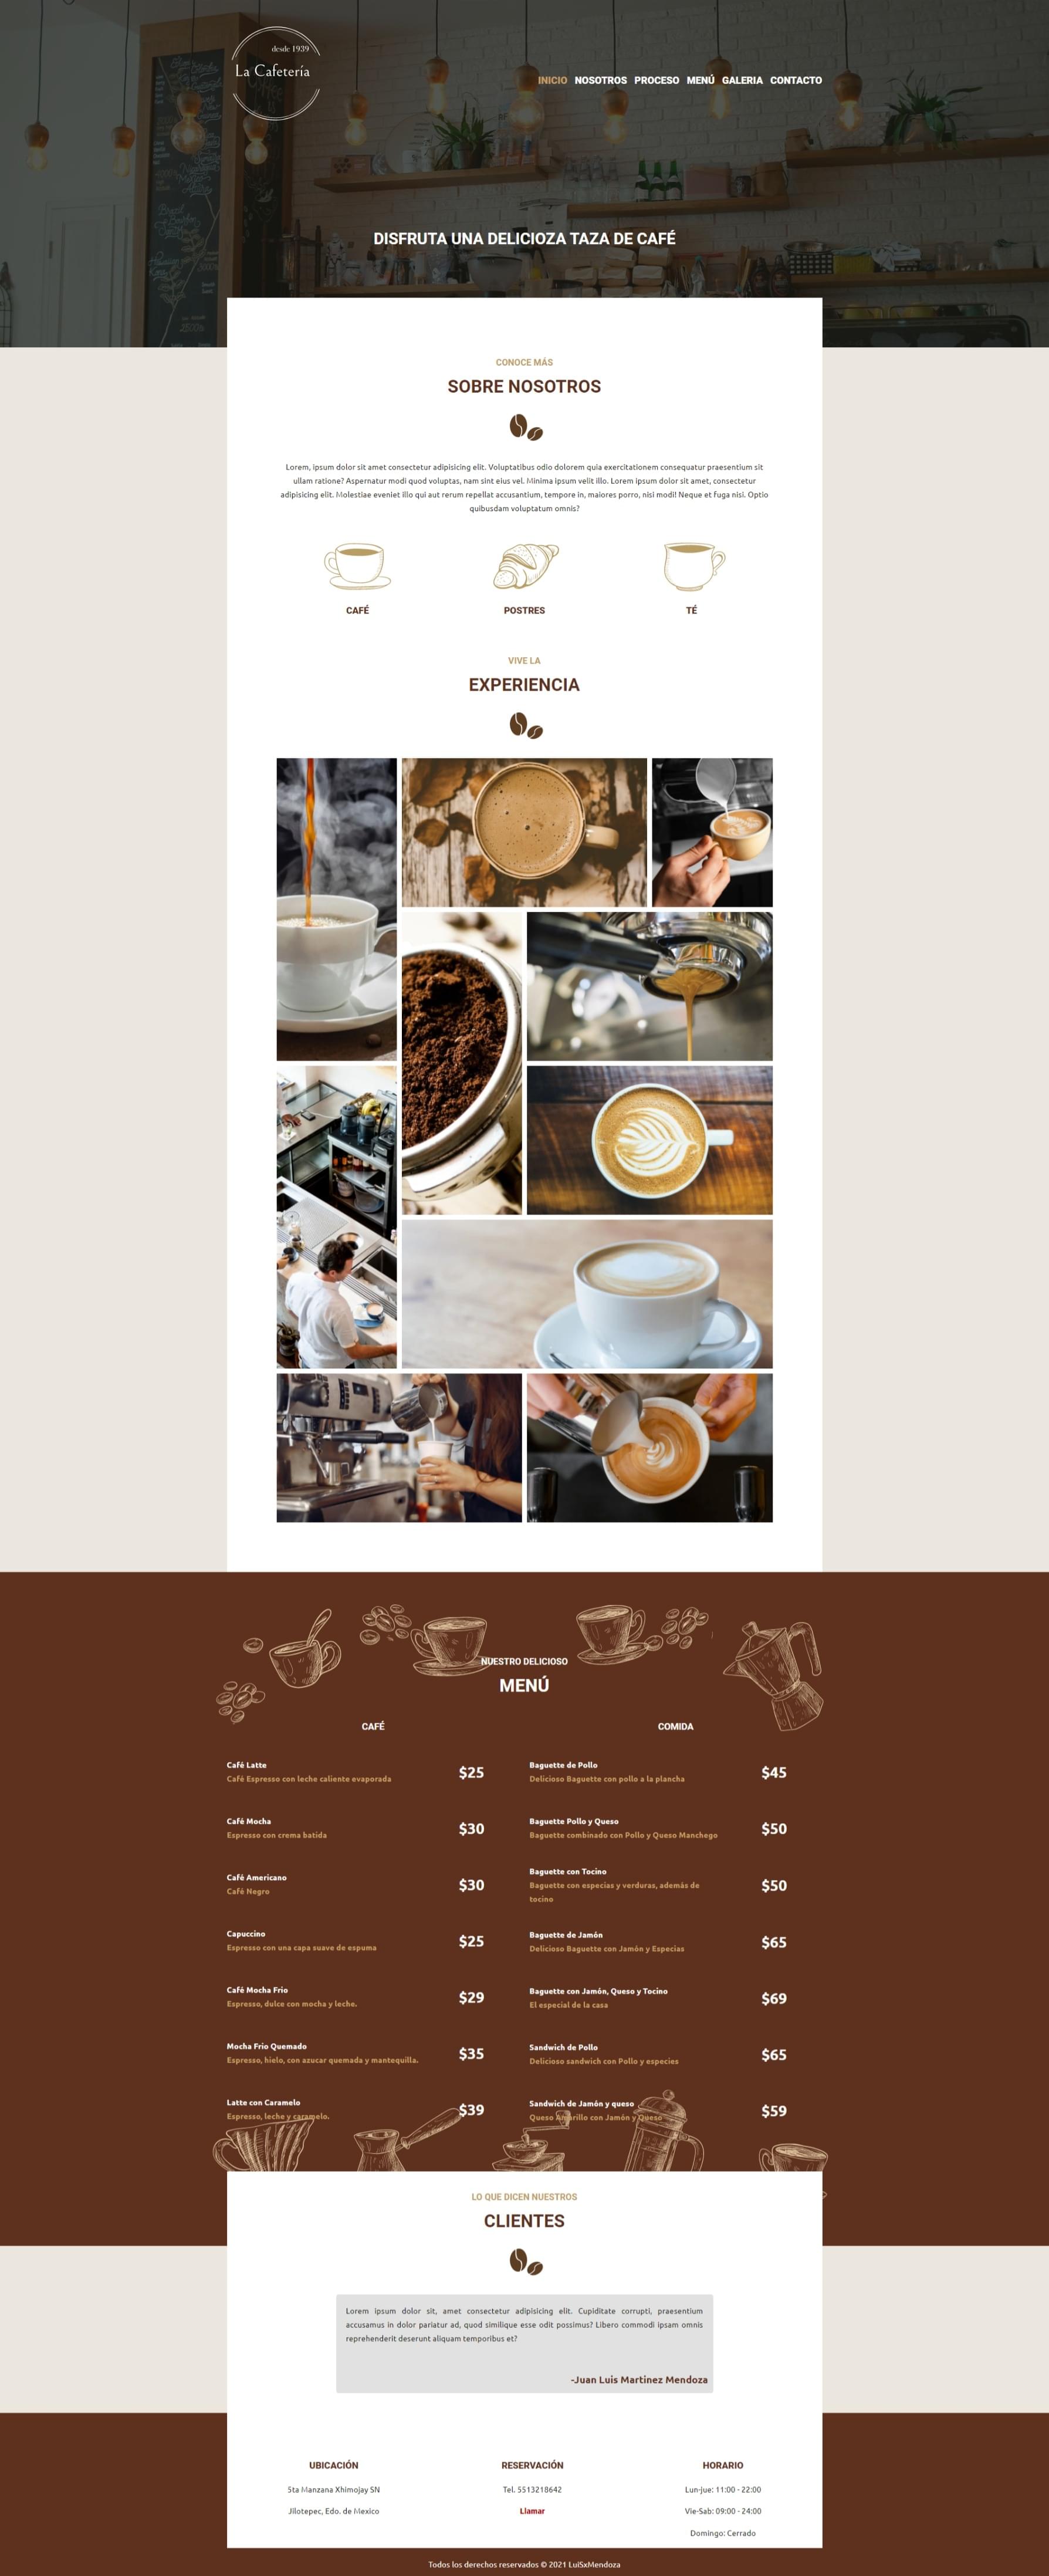 desde 1939
La Cafetería
INICIO NOSOTROS PROCESO MENÚ GALERIA CONTACTO
DISFRUTA UNA DELICIOZA TAZA DE CAFÉ
CONOCE MÁS
SOBRE NOSOTROS
Lorem, ipsum dolor sit amet consectetur adipisicing elit. Voluptatibus odio dolorem quia exercitationem consequatur praesentium sit
ullam ratione? Aspernatur modi quod voluptas, nam sint eius vel. Minima ipsum velit illo. Lorem ipsum dolor sit amet, consectetur
adipisicing elit. Molestiae eveniet illo qui aut rerum repellat accusantium, tempore in, maiores porro, nisi modi! Neque et fuga nisi. Optio
quibusdam voluptatum omnis?
CAFÉ
POSTRES
TÉ
VIVE LA
EXPERIENCIA
NUESTRO DELICIOSO
MENÚ
CAFÉ
Café Latte
Café Espresso con leche caliente evaporada
$25
Café Mocha
Espresso con crema batida
$30
Café Americano
Café Negro
$30
Capuccino
Espresso con una capa suave de espuma
$25
Café Mocha Frio
Espresso, dulce con mocha y leche.
$29
Mocha Frio Quemado
Espresso, hielo, con azucar quemada y mantequilla.
$35
Latte con Caramelo
Espresso, leche y caramelo.
$39
COMIDA
Baguette de Pollo
Delicioso Baguette con pollo a la plancha
$45
Baguette Pollo y Queso
Baguette combinado con Pollo y Queso Manchego
$50
Baguette con Tocino
Baguette con especias y verduras, además de
tocino
$50
Baguette de Jamón
Delicioso Baguette con Jamón y Especias
$65
Baguette con Jamón, Queso y Tocino
El especial de la casa
$69
Sandwich de Pollo
Delicioso sandwich con Pollo y especies
$65
Sandwich de Jamón y queso
Queso Amarillo con Jamón y Queso
$59
LO QUE DICEN NUESTROS
CLIENTES
Lorem ipsum dolor sit, amet consectetur adipisicing elit. Cupiditate corrupti, praesentium
accusamus in dolor pariatur ad, quod similique esse odit possimus? Libero commodi ipsam omnis
reprehenderit deserunt aliquam temporibus et?
-Juan Luis Martinez Mendoza
UBICACIÓN
5ta Manzana Xhimojay SN
Jilotepec, Edo. de Mexico
RESERVACIÓN
Tel. 5513218642
Llamar
HORARIO
Lun-jue: 11:00 - 22:00
Vie-Sab: 09:00 - 24:00
Domingo: Cerrado
Todos los derechos reservados © 2021 LuiSxMendoza